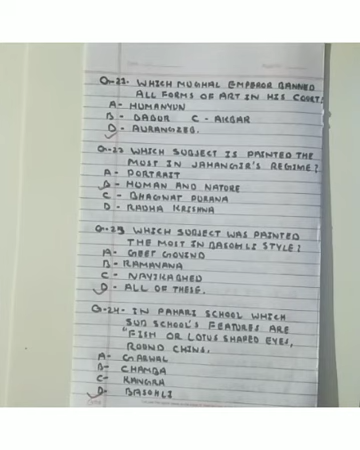 Q-22- WHICH MUGHAL EMPEROR BANNED
ALL FORMS OF ART IN HIS COURT?
A- HUMANYUN
B- BABUR C- AKBAR
D- AURANGZEB.
Q-22 WHICH SUBJECT IS PAINTED THE
MOST IN JAHANGIR'S REGIME?
A- PORTRAIT
B- HUMAN AND NATURE
C- BHAGWAT PURANA
D- RADHA KRISHNA
Q-23 WHICH SUBJECT WAS PAINTED
THE MOST IN BASOHLI STYLE?
A- GEET GOVIND
B- RAMAYANA
C- NAYIKABHED
D- ALL OF THESE.
Q-24- IN PAHARI SCHOOL WHICH
SUB SCHOOL'S FEATURES ARE
"FISH OR LOTUS SHAPED EYES,
ROUND CHINS.
A- GARWAL
B- CHAMBA
C- KANGRA
D- BASOHLI